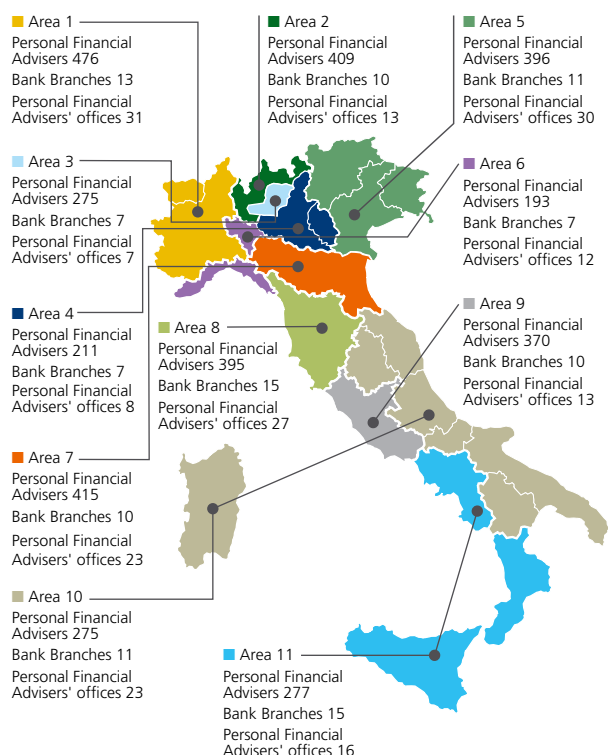 Area 1
Personal Financial
Advisers 476
Bank Branches 13
Personal Financial
Advisers' offices 31
Area 2
Personal Financial
Advisers 409
Bank Branches 10
Personal Financial
Advisers' offices 13
Area 5
Personal Financial
Advisers 396
Bank Branches 11
Personal Financial
Advisers' offices 30
Area 3
Personal Financial
Advisers 275
Bank Branches 7
Personal Financial
Advisers' offices 7
Area 6
Personal Financial
Advisers 193
Bank Branches 7
Personal Financial
Advisers' offices 12
Area 4
Personal Financial
Advisers 211
Bank Branches 7
Personal Financial
Advisers' offices 8
Area 8
Personal Financial
Advisers 395
Bank Branches 15
Personal Financial
Advisers' offices 27
Area 9
Personal Financial
Advisers 370
Bank Branches 10
Personal Financial
Advisers' offices 13
Area 7
Personal Financial
Advisers 415
Bank Branches 10
Personal Financial
Advisers' offices 23
Area 10
Personal Financial
Advisers 275
Bank Branches 11
Personal Financial
Advisers' offices 23
Area 11
Personal Financial
Advisers 277
Bank Branches 15
Personal Financial
Advisers' offices 16